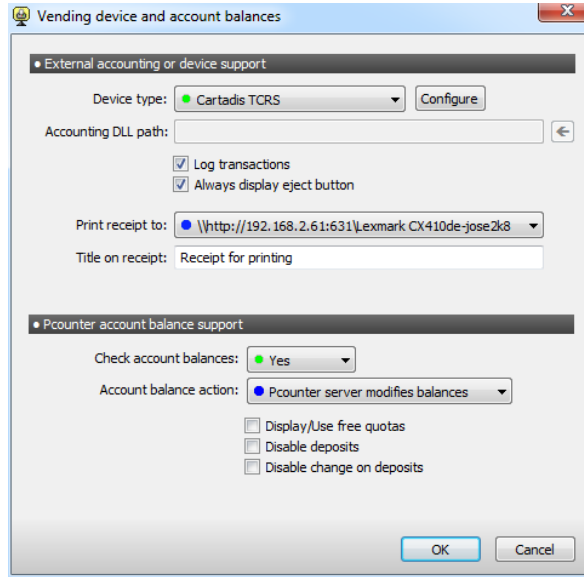 Vending device and account balances
• External accounting or device support
Device type: Cartadis TCRS Configure
Accounting DLL path:
Log transactions
Always display eject button
Print receipt to: \\http://192.168.2.61:631\Lexmark CX410de-jose2k8
Title on receipt: Receipt for printing
• Pcounter account balance support
Check account balances: Yes
Account balance action: Pcounter server modifies balances
Display/Use free quotas
Disable deposits
Disable change on deposits
OK Cancel